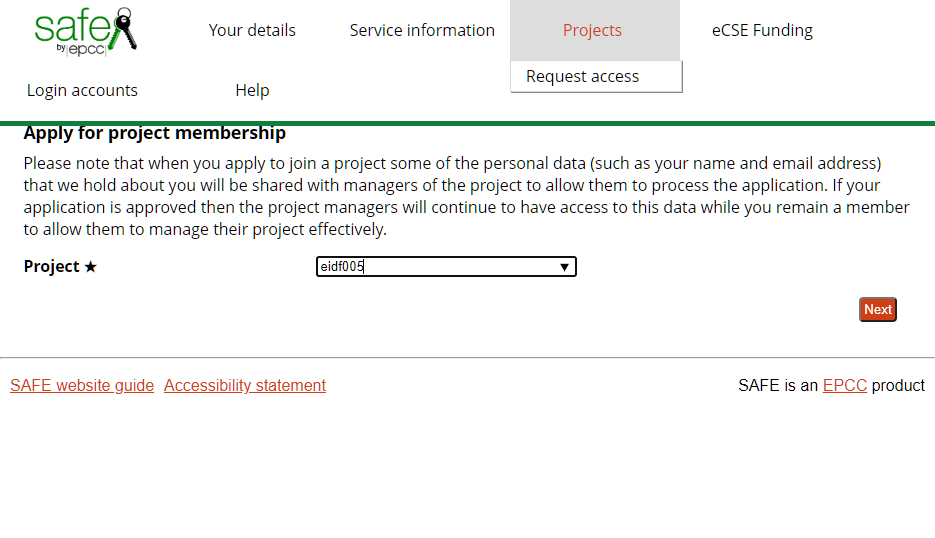 safe
by |epcc|
Your details
Service information
Projects
eCSE Funding
Request access
Login accounts
Help
Apply for project membership
Please note that when you apply to join a project some of the personal data (such as your name and email address)
that we hold about you will be shared with managers of the project to allow them to process the application. If your
application is approved then the project managers will continue to have access to this data while you remain a member
to allow them to manage their project effectively.
Project ★
eidf005
Next
SAFE website guide Accessibility statement
SAFE is an EPCC product